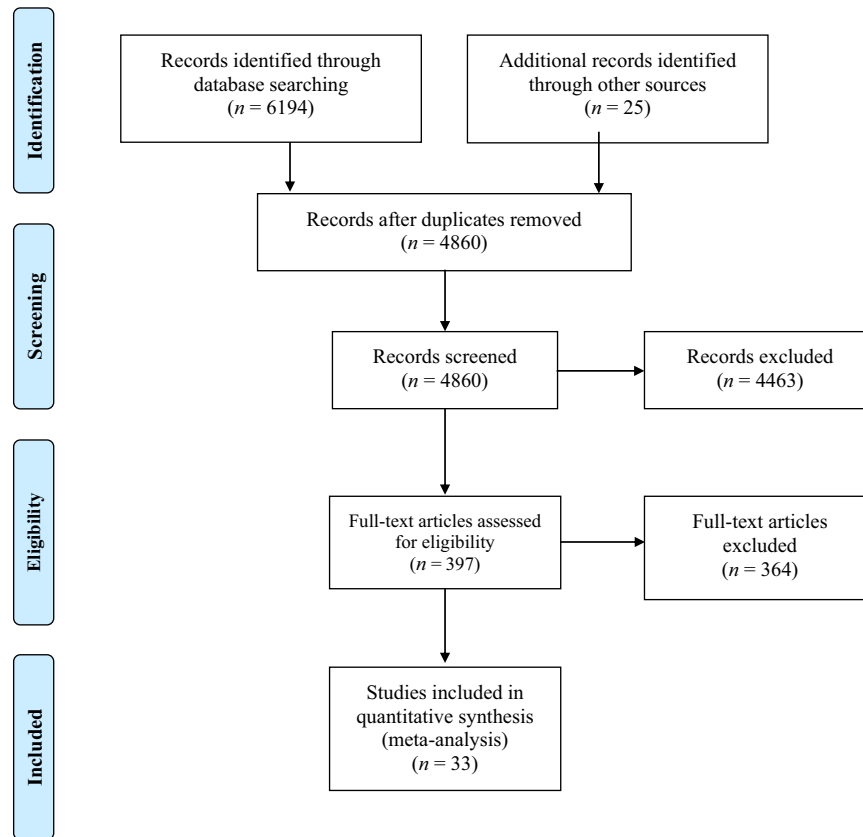 Identification
Records identified through
database searching
(n = 6194)
Additional records identified
through other sources
(n = 25)
Records after duplicates removed
(n = 4860)
Screening
Records screened
(n = 4860)
Records excluded
(n = 4463)
Eligibility
Full-text articles assessed
for eligibility
(n = 397)
Full-text articles
excluded
(n = 364)
Included
Studies included in
quantitative synthesis
(meta-analysis)
(n = 33)